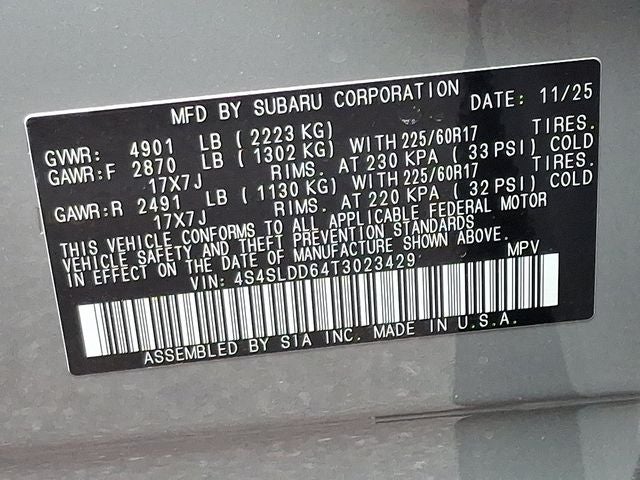 MFD BY SUBARU CORPORATION DATE: 11/25
GVWR: 4901 LB (2223 KG)
GAWR:F 2870 LB (1302 KG) WITH 225/60R17 TIRES.
17X7J RIMS. AT 230 KPA (33 PSI) COLD
GAWR:R 2491 LB (1130 KG) WITH 225/60R17 TIRES.
17X7J RIMS. AT 220 KPA (32 PSI) COLD
THIS VEHICLE CONFORMS TO ALL APPLICABLE FEDERAL MOTOR
VEHICLE SAFETY AND THEFT PREVENTION STANDARDS
IN EFFECT ON THE DATE OF MANUFACTURE SHOWN ABOVE.
VIN: 4S4SLDD64T3023429 MPV
ASSEMBLED BY SIA INC. MADE IN U.S.A.